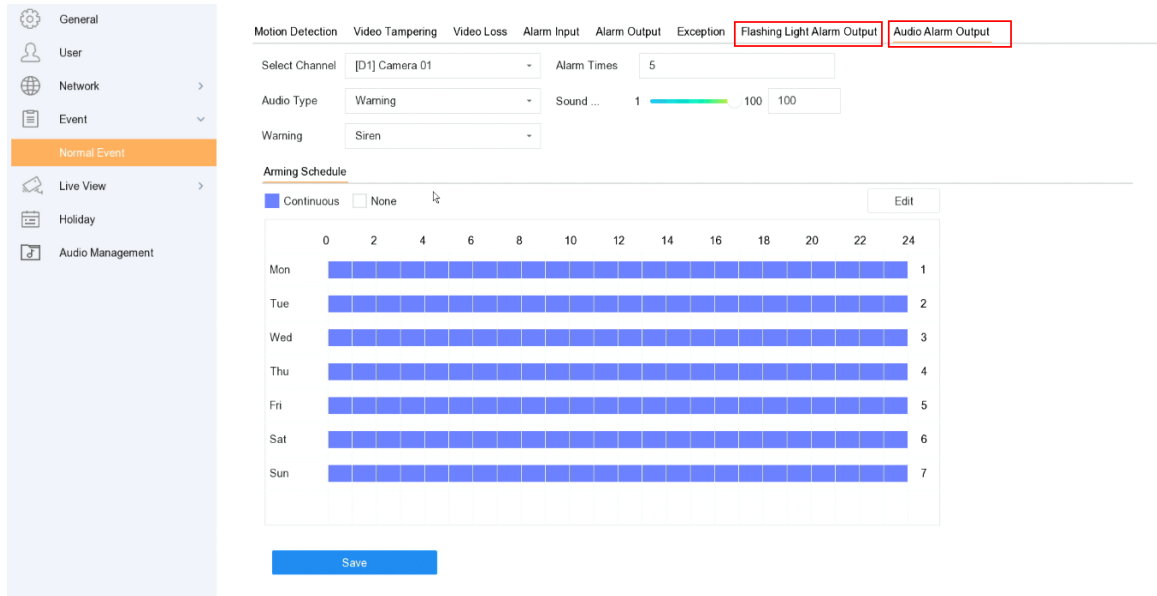 General
User
Network
Event
Normal Event
Live View
Holiday
Audio Management
Motion Detection Video Tampering Video Loss Alarm Input Alarm Output Exception Flashing Light Alarm Output Audio Alarm Output
Select Channel [D1] Camera 01 Alarm Times 5
Audio Type Warning Sound ... 1 100 100
Warning Siren
Arming Schedule
Continuous None Edit
0 2 4 6 8 10 12 14 16 18 20 22 24
Mon 1
Tue 2
Wed 3
Thu 4
Fri 5
Sat 6
Sun 7
Save